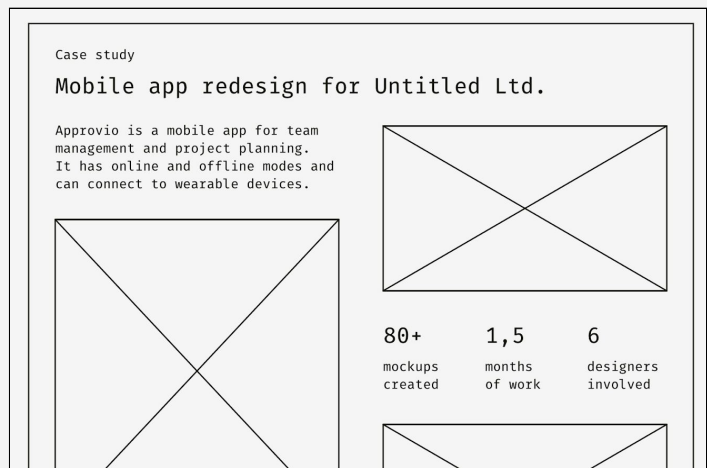 Case study
Mobile app redesign for Untitled Ltd.
Approvio is a mobile app for team
management and project planning.
It has online and offline modes and
can connect to wearable devices.
80+
mockups
created
1,5
months
of work
6
designers
involved